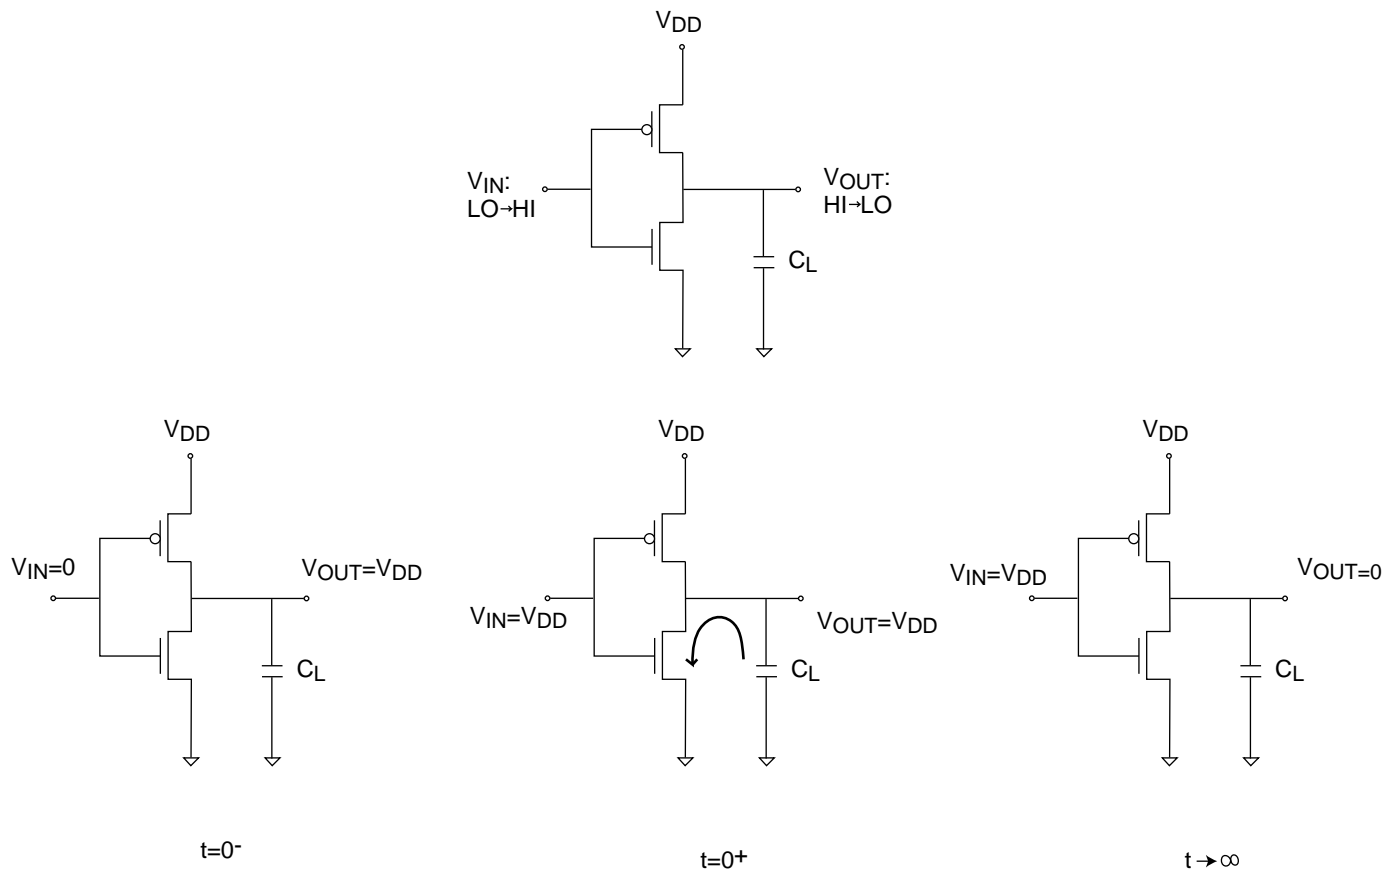 VDD
VIN:
LO→HI
VOUT:
HI→LO
CL
VDD
VIN=0
VOUT=VDD
CL
t=0-
VDD
VIN=VDD
VOUT=VDD
CL
t=0+
VDD
VIN=VDD
VOUT=0
CL
t→∞